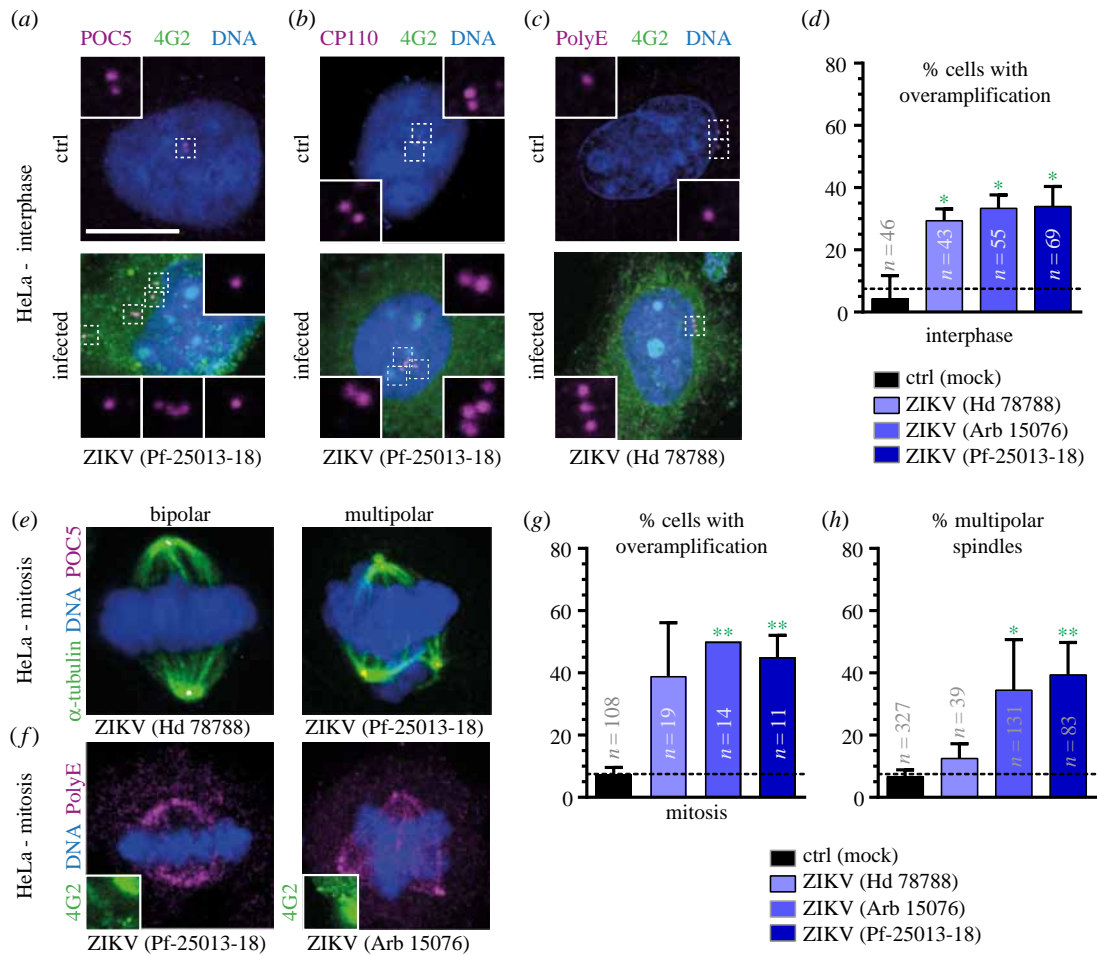 (a)
POC5 4G2 DNA
(b)
CP110 4G2 DNA
(c)
PolyE 4G2 DNA
HeLa - interphase
ctrl
infected
ZIKV (Pf-25013-18)
ctrl
infected
ZIKV (Pf-25013-18)
ctrl
infected
ZIKV (Hd 78788)
(d)
% cells with
overamplification
80
60
40
20
0
n = 46
n = 43
n = 55
n = 69
*
*
*
interphase
ctrl (mock)
ZIKV (Hd 78788)
ZIKV (Arb 15076)
ZIKV (Pf-25013-18)
(e)
bipolar
multipolar
HeLa - mitosis
α-tubulin DNA POC5
ZIKV (Hd 78788)
ZIKV (Pf-25013-18)
(f)
HeLa - mitosis
4G2 DNA PolyE
4G2
ZIKV (Pf-25013-18)
ZIKV (Arb 15076)
(g)
% cells with
overamplification
80
60
40
20
0
n = 108
n = 19
n = 14
n = 11
**
**
mitosis
(h)
% multipolar
spindles
80
60
40
20
0
n = 327
n = 39
n = 131
n = 83
*
**
ctrl (mock)
ZIKV (Hd 78788)
ZIKV (Arb 15076)
ZIKV (Pf-25013-18)